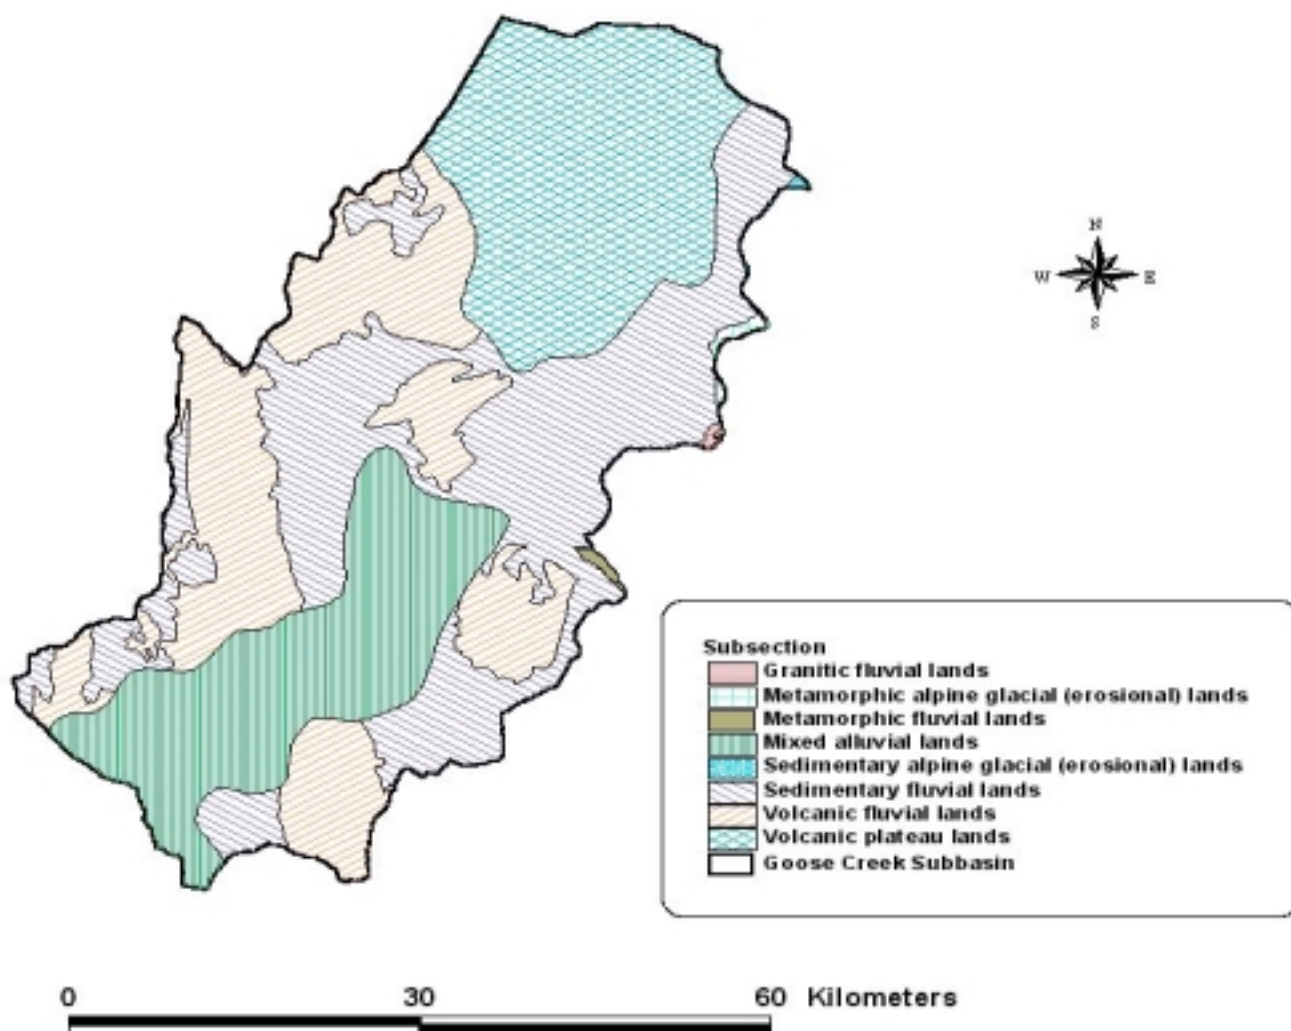 N
W E
S
Subsection
Granitic fluvial lands
Metamorphic alpine glacial (erosional) lands
Metamorphic fluvial lands
Mixed alluvial lands
Sedimentary alpine glacial (erosional) lands
Sedimentary fluvial lands
Volcanic fluvial lands
Volcanic plateau lands
Goose Creek Subbasin
0 30 60 Kilometers